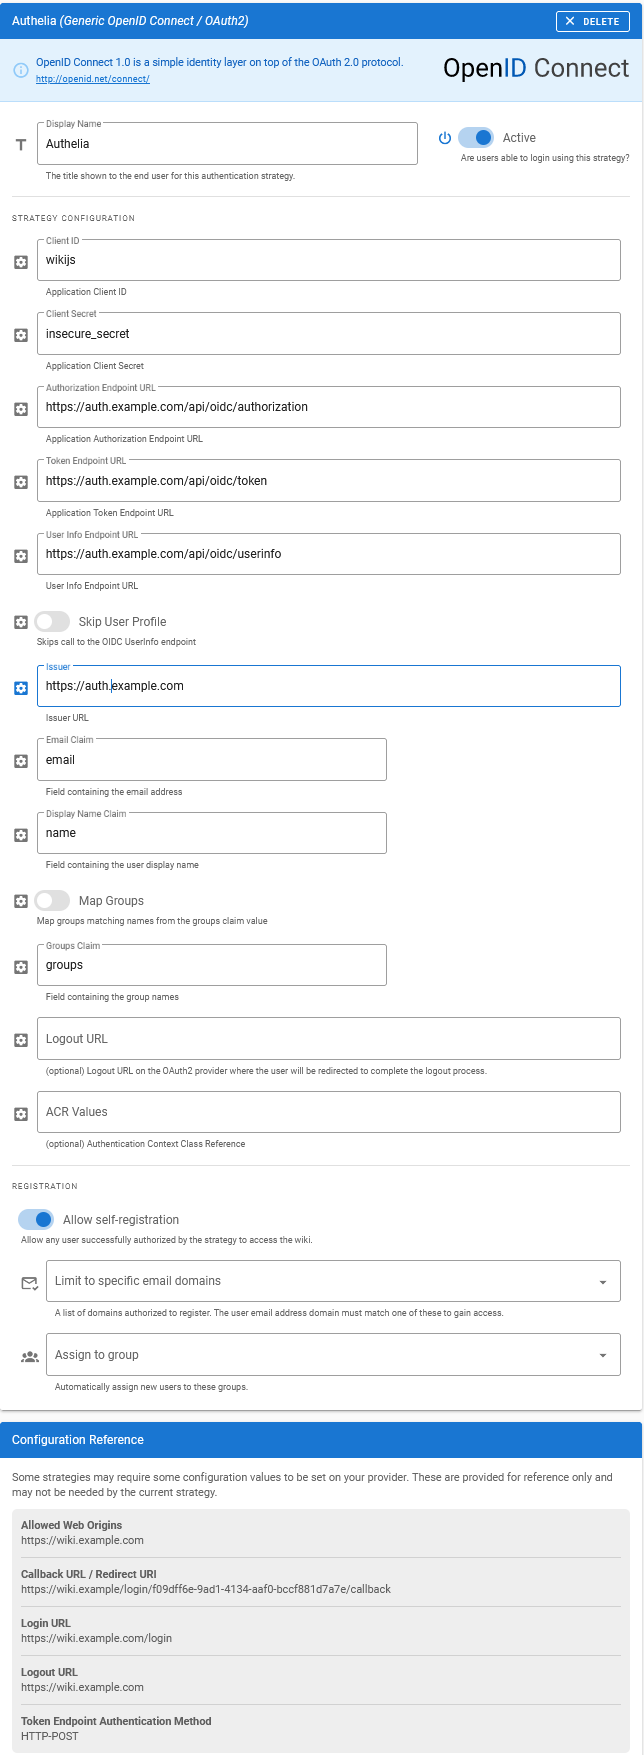 Authelia (Generic OpenID Connect / OAuth2)
DELETE
OpenID Connect 1.0 is a simple identity layer on top of the OAuth 2.0 protocol.
http://openid.net/connect/
OpenID Connect
Display Name
Authelia
The title shown to the end user for this authentication strategy.
Active
Are users able to login using this strategy?
STRATEGY CONFIGURATION
Client ID
wikijs
Application Client ID
Client Secret
insecure_secret
Application Client Secret
Authorization Endpoint URL
https://auth.example.com/api/oidc/authorization
Application Authorization Endpoint URL
Token Endpoint URL
https://auth.example.com/api/oidc/token
Application Token Endpoint URL
User Info Endpoint URL
https://auth.example.com/api/oidc/userinfo
User Info Endpoint URL
Skip User Profile
Skips call to the OIDC UserInfo endpoint
Issuer
https://auth.example.com
Issuer URL
Email Claim
email
Field containing the email address
Display Name Claim
name
Field containing the user display name
Map Groups
Map groups matching names from the groups claim value
Groups Claim
groups
Field containing the group names
Logout URL
(optional) Logout URL on the OAuth2 provider where the user will be redirected to complete the logout process.
ACR Values
(optional) Authentication Context Class Reference
REGISTRATION
Allow self-registration
Allow any user successfully authorized by the strategy to access the wiki.
Limit to specific email domains
A list of domains authorized to register. The user email address domain must match one of these to gain access.
Assign to group
Automatically assign new users to these groups.
Configuration Reference
Some strategies may require some configuration values to be set on your provider. These are provided for reference only and
may not be needed by the current strategy.
Allowed Web Origins
https://wiki.example.com
Callback URL / Redirect URI
https://wiki.example/login/f09dff6e-9ad1-4134-aaf0-bccf881d7a7e/callback
Login URL
https://wiki.example.com/login
Logout URL
https://wiki.example.com
Token Endpoint Authentication Method
HTTP-POST